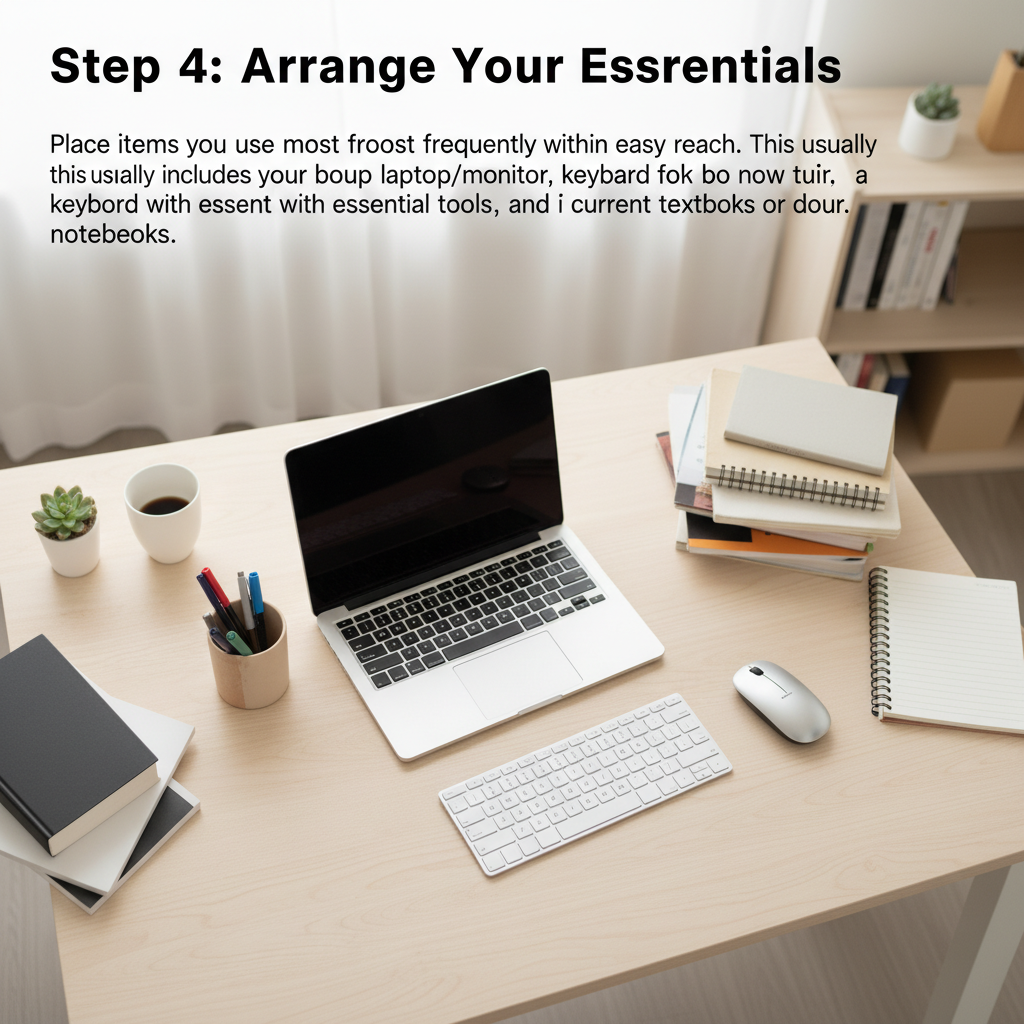 Step 4: Arrange Your Essrentials
Place items you use most froost frequently within easy reach. This usually
this usually includes your boup laptop/monitor, keybard fok bo now tuir, a
keybord with essent with essential tools, and i current textboks or dour.
notebeoks.